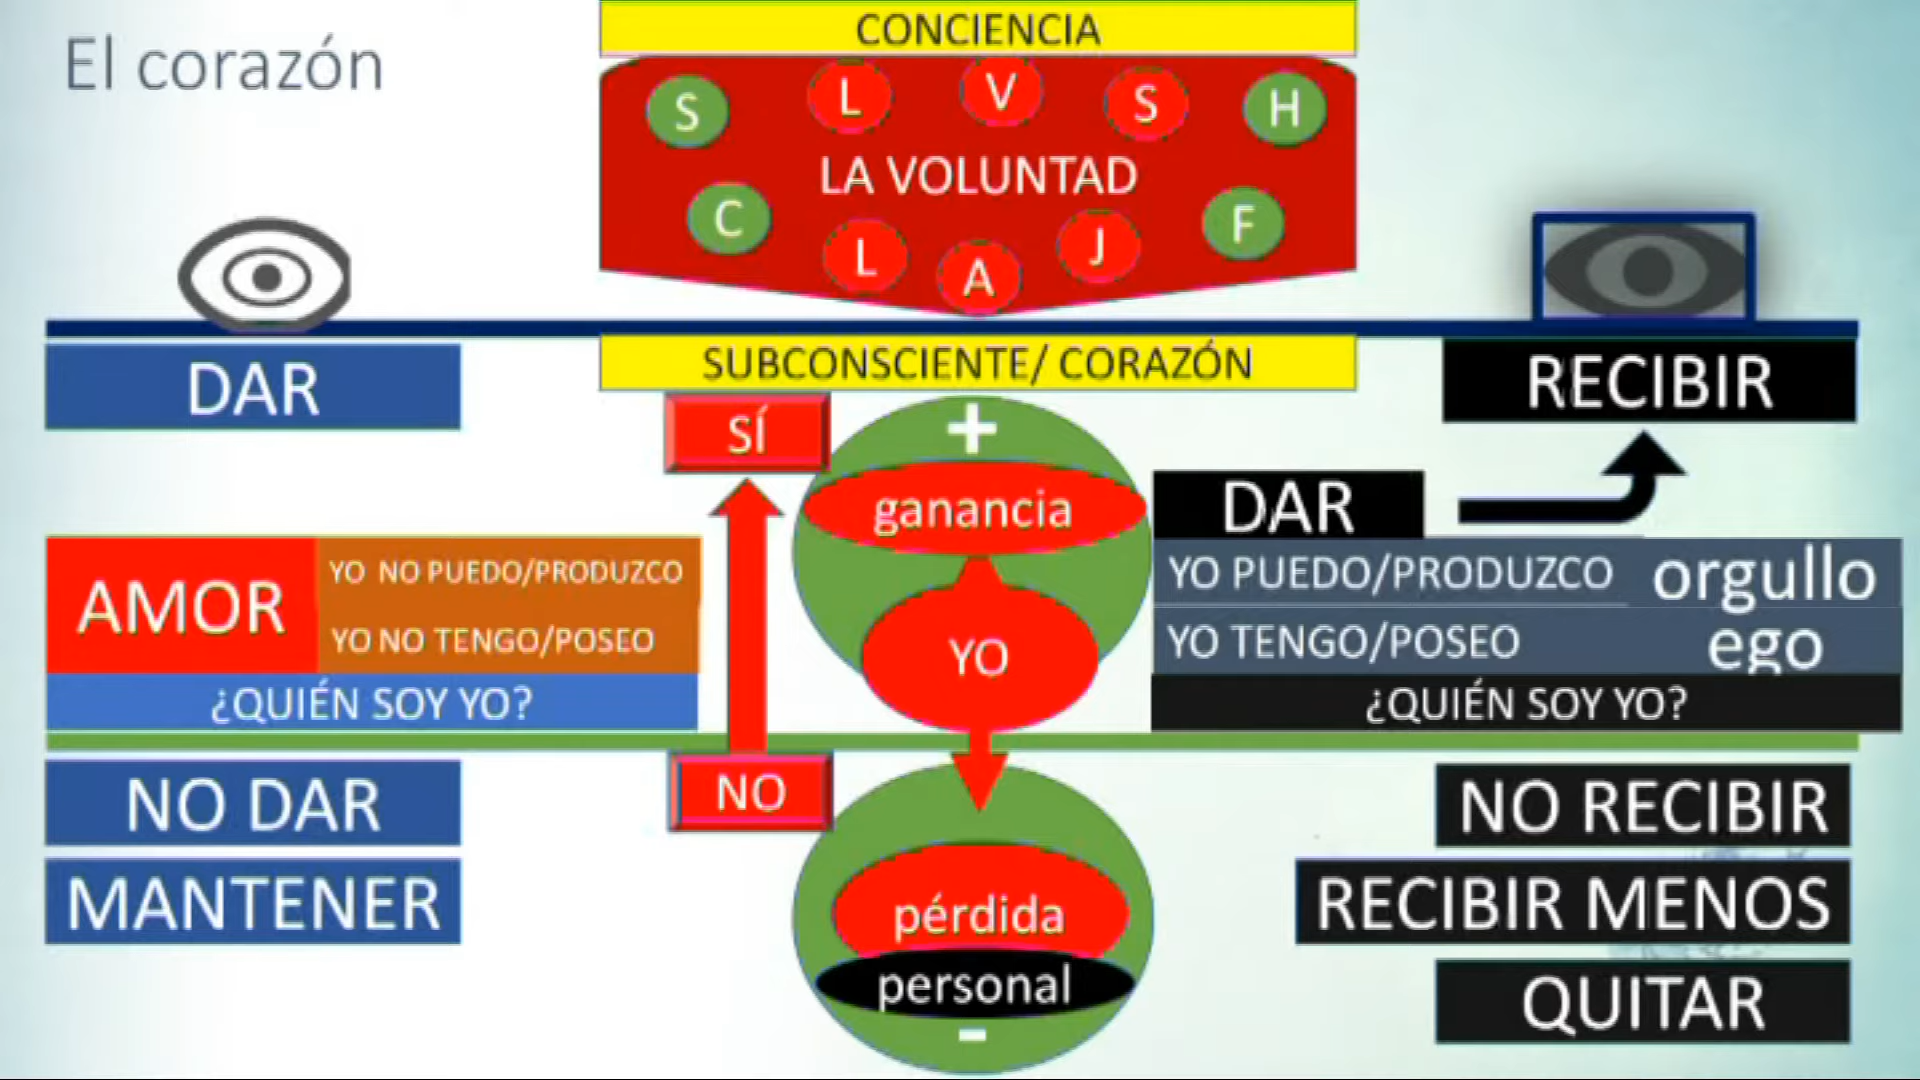 El corazón
CONCIENCIA
S L V S H
LA VOLUNTAD
C L A J F
SUBCONSCIENTE/ CORAZÓN
DAR
RECIBIR
SÍ
+
ganancia
DAR
AMOR
YO NO PUEDO/PRODUZCO
YO NO TENGO/POSEO
¿QUIÉN SOY YO?
YO
YO PUEDO/PRODUZCO
orgullo
YO TENGO/POSEO
ego
¿QUIÉN SOY YO?
NO DAR
NO
NO RECIBIR
MANTENER
pérdida
RECIBIR MENOS
personal
-
QUITAR